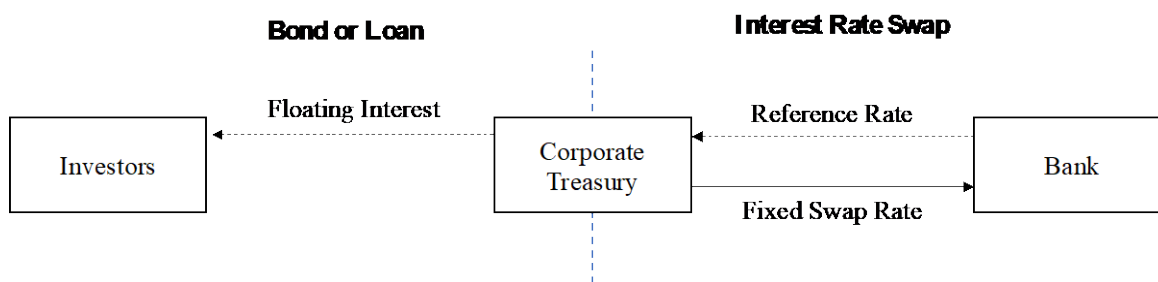 Bond or Loan
Interest Rate Swap
Floating Interest
Reference Rate
Investors
Corporate
Treasury
Bank
Fixed Swap Rate